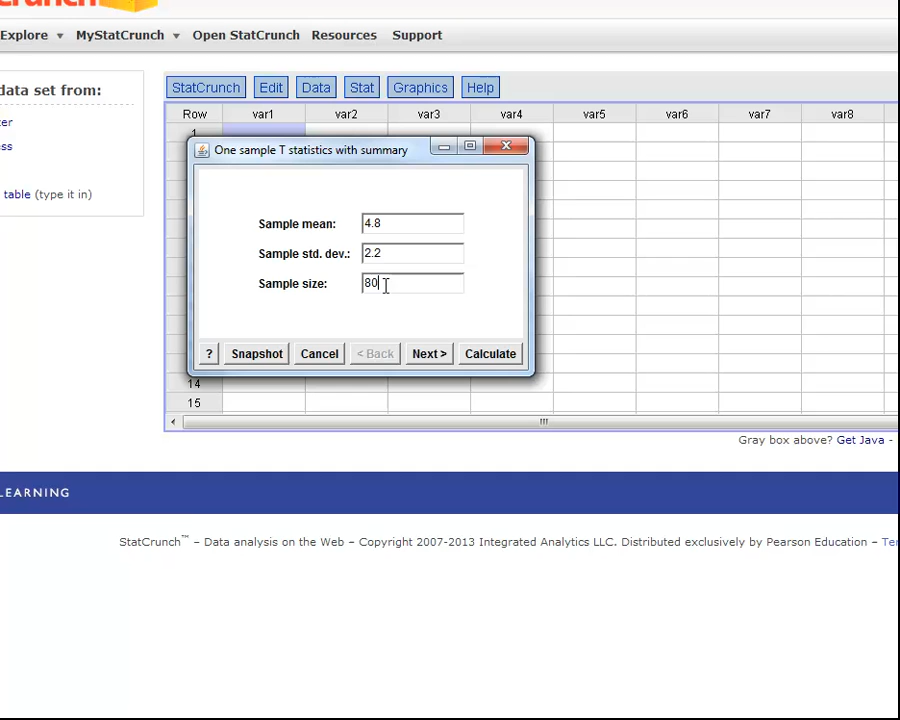 Explore MyStatCrunch Open StatCrunch Resources Support
data set from:
table (type it in)
StatCrunch Edit Data Stat Graphics Help
Row var1 var2 var3 var4 var5 var6 var7 var8
1
One sample T statistics with summary
Sample mean: 4.8
Sample std. dev.: 2.2
Sample size: 80
? Snapshot Cancel < Back Next > Calculate
14
15
Gray box above? Get Java -
LEARNING
StatCrunch™ – Data analysis on the Web – Copyright 2007-2013 Integrated Analytics LLC. Distributed exclusively by Pearson Education –